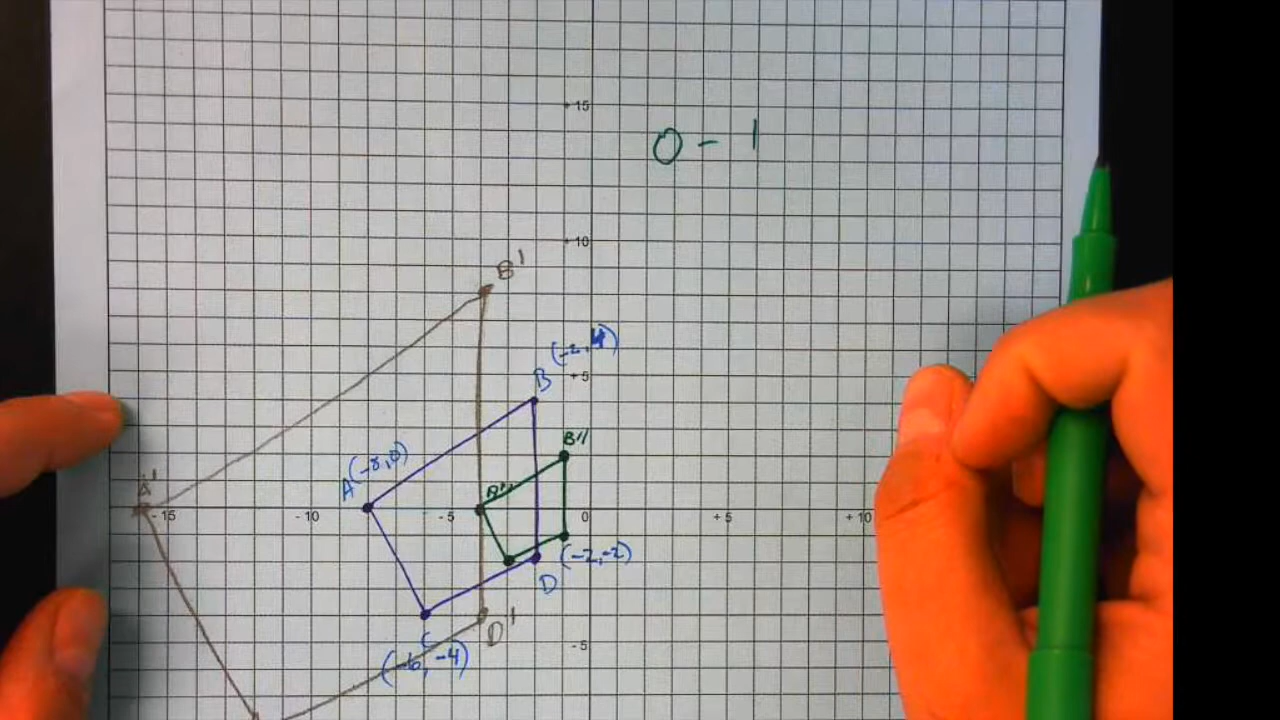 +15
0 - 1
+10
B'
(-2,4)
+5
B
B''
A (-8,0)
A''
A'
-15
-10
-5
0
+5
+10
(-2,-2)
D
D'
C
-5
(-6,-4)